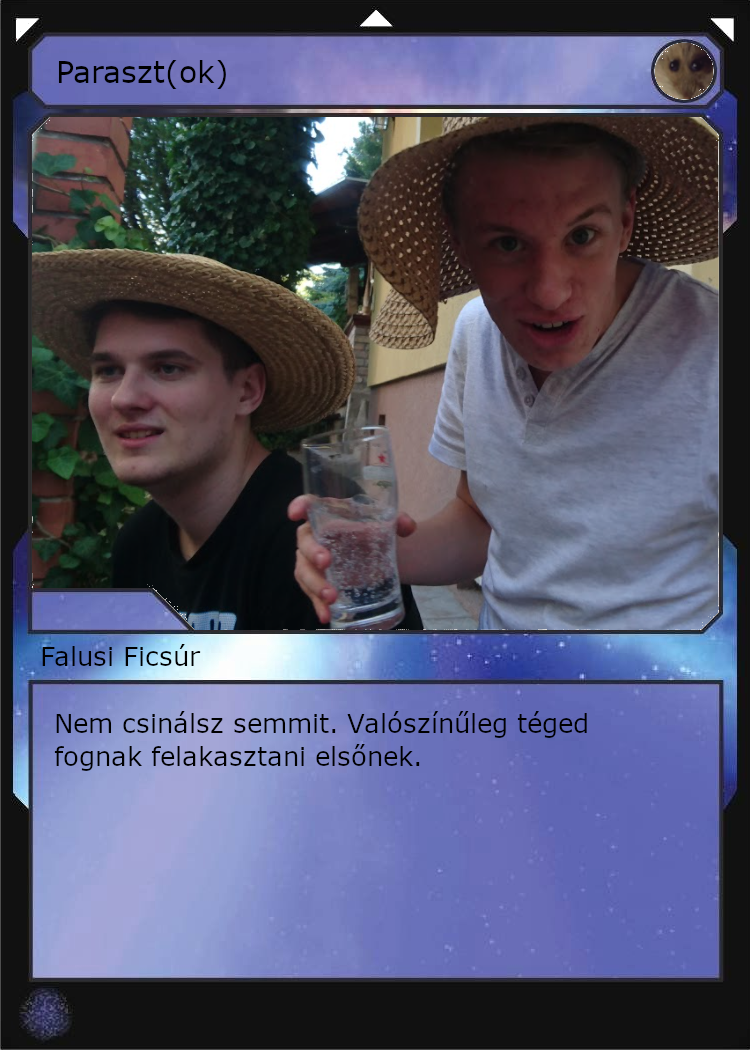 Paraszt(ok)
Falusi Ficsúr
Nem csinálsz semmit. Valószínűleg téged
fognak felakasztani elsőnek.